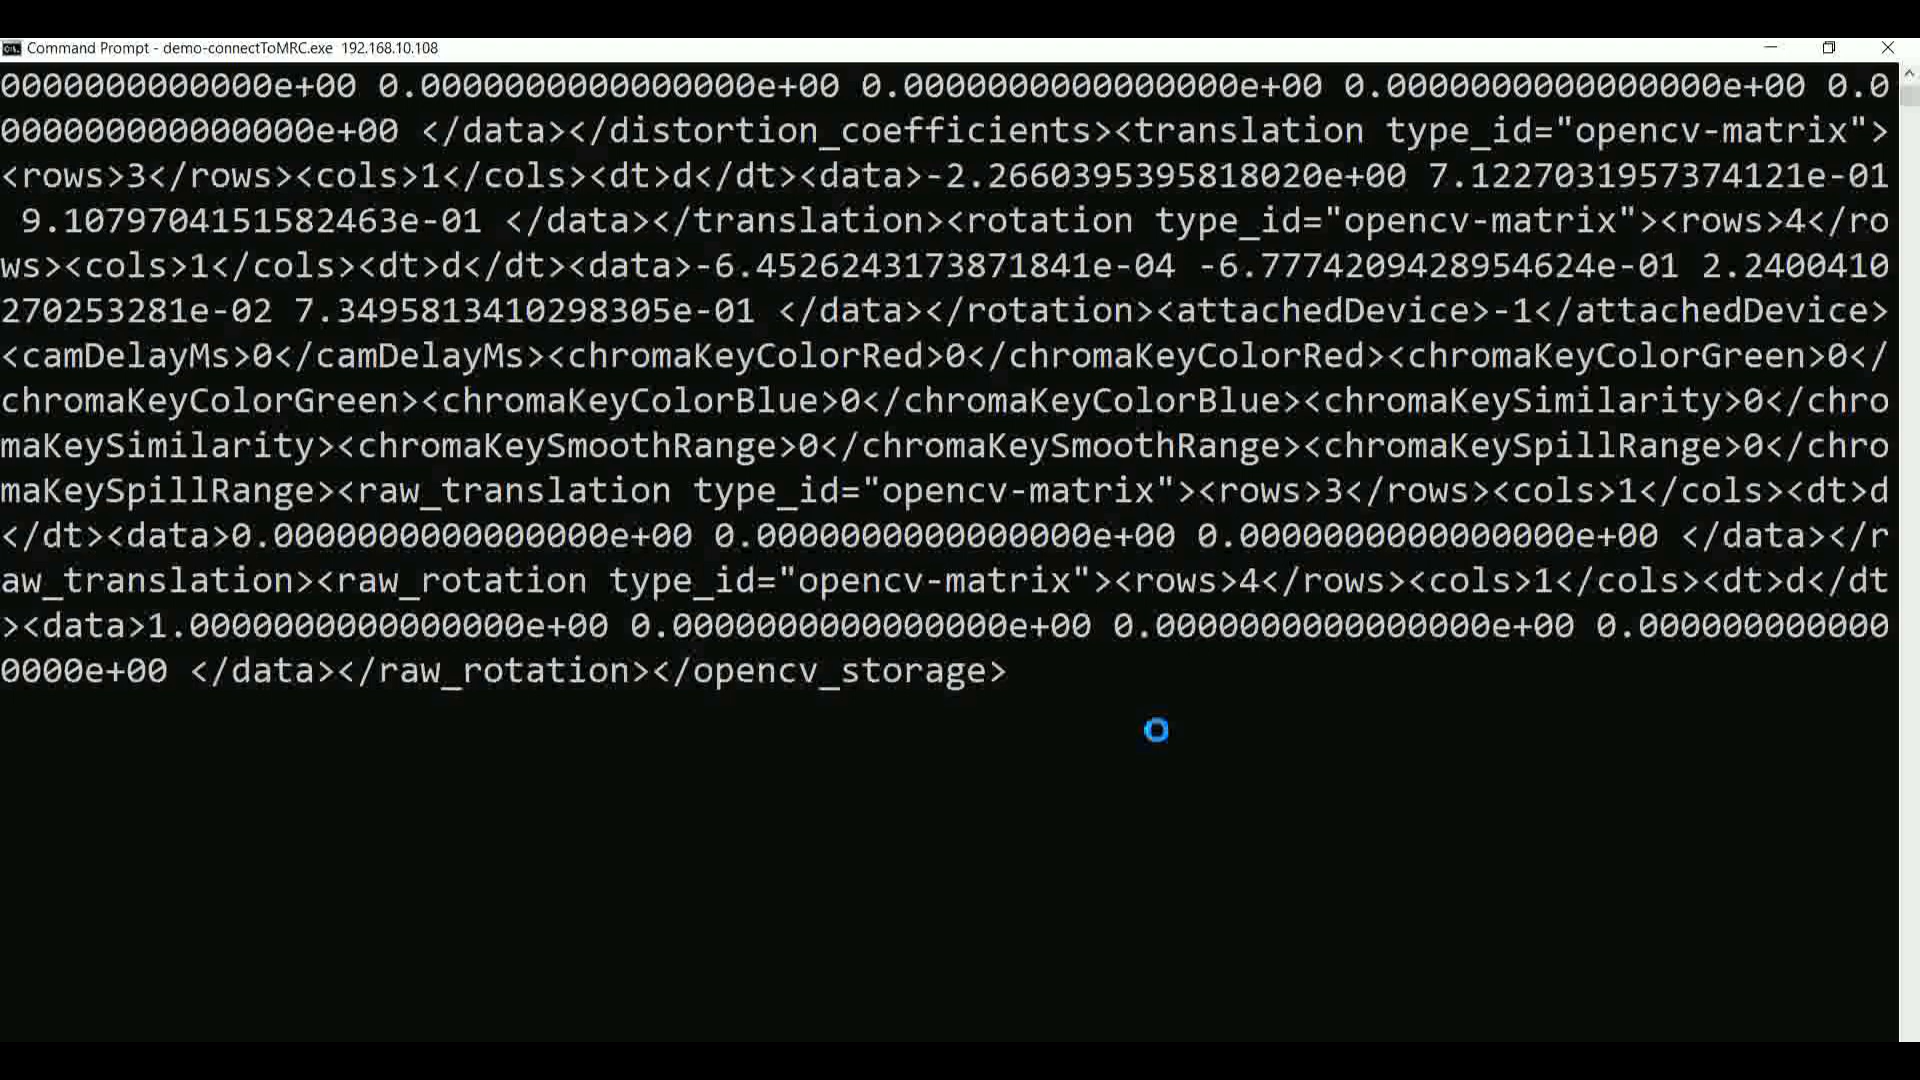 Command Prompt - demo-connectToMRC.exe  192.168.10.108
0000000000000e+00 0.0000000000000000e+00 0.0000000000000000e+00 0.0000000000000000e+00 0.0
000000000000000e+00 </data></distortion_coefficients><translation type_id="opencv-matrix">
<rows>3</rows><cols>1</cols><dt>d</dt><data>-2.2660395395818020e+00 7.1227031957374121e-01
 9.1079704151582463e-01 </data></translation><rotation type_id="opencv-matrix"><rows>4</ro
ws><cols>1</cols><dt>d</dt><data>-6.4526243173871841e-04 -6.7774209428954624e-01 2.2400410
270253281e-02 7.3495813410298305e-01 </data></rotation><attachedDevice>-1</attachedDevice>
<camDelayMs>0</camDelayMs><chromaKeyColorRed>0</chromaKeyColorRed><chromaKeyColorGreen>0</
chromaKeyColorGreen><chromaKeyColorBlue>0</chromaKeyColorBlue><chromaKeySimilarity>0</chro
maKeySimilarity><chromaKeySmoothRange>0</chromaKeySmoothRange><chromaKeySpillRange>0</chro
maKeySpillRange><raw_translation type_id="opencv-matrix"><rows>3</rows><cols>1</cols><dt>d
</dt><data>0.0000000000000000e+00 0.0000000000000000e+00 0.0000000000000000e+00 </data></r
aw_translation><raw_rotation type_id="opencv-matrix"><rows>4</rows><cols>1</cols><dt>d</dt
><data>1.0000000000000000e+00 0.0000000000000000e+00 0.0000000000000000e+00 0.000000000000
0000e+00 </data></raw_rotation></opencv_storage>